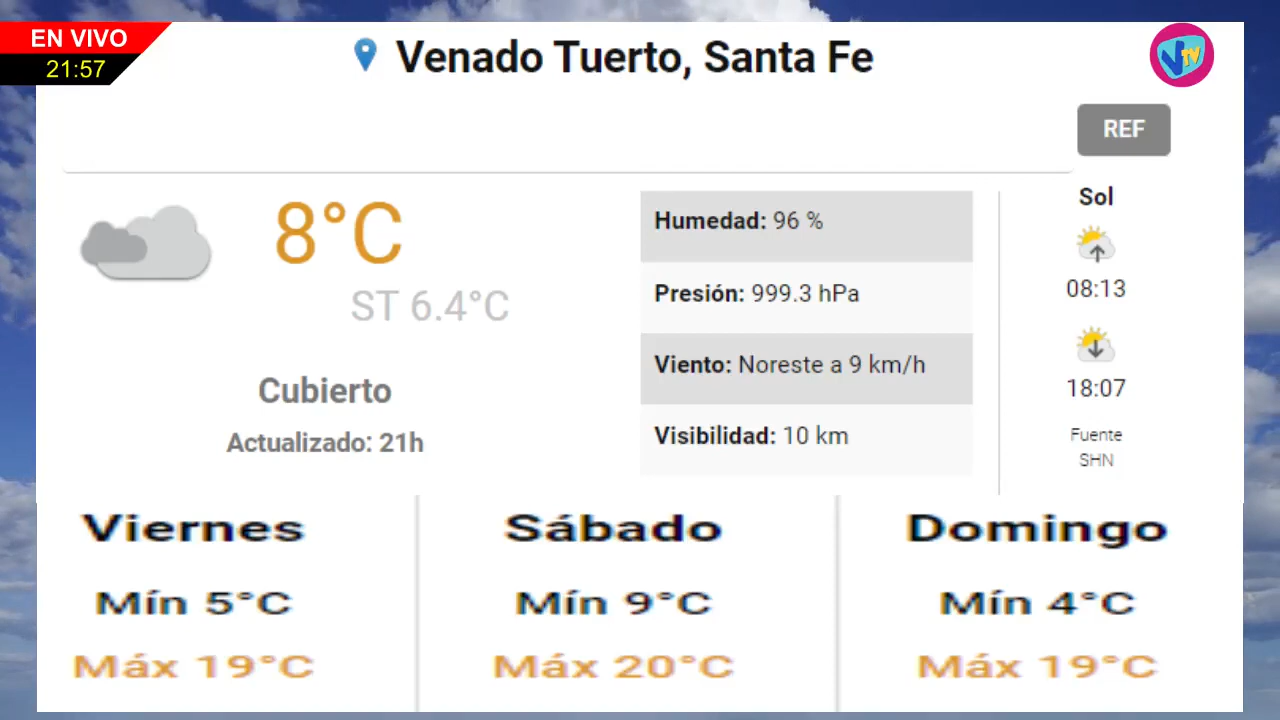 EN VIVO
21:57
Venado Tuerto, Santa Fe
VTV
REF
8°C
ST 6.4°C
Cubierto
Actualizado: 21h
Humedad: 96 %
Presión: 999.3 hPa
Viento: Noreste a 9 km/h
Visibilidad: 10 km
Sol
08:13
18:07
Fuente
SHN
Viernes
Mín 5°C
Máx 19°C
Sábado
Mín 9°C
Máx 20°C
Domingo
Mín 4°C
Máx 19°C